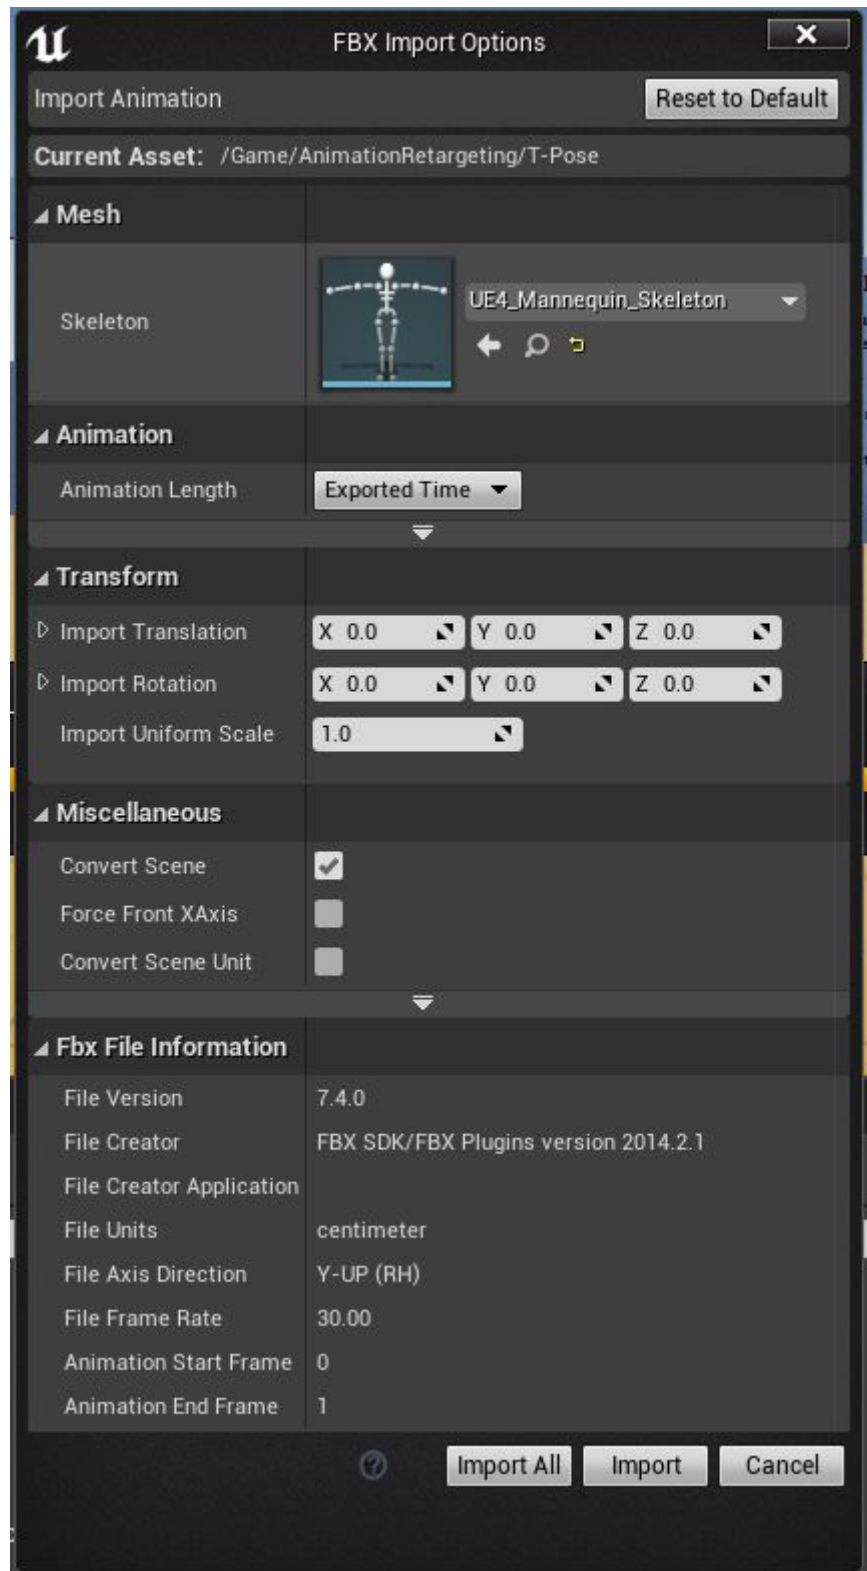 FBX Import Options
Import Animation Reset to Default
Current Asset: /Game/AnimationRetargeting/T-Pose
Mesh
Skeleton UE4_Mannequin_Skeleton
Animation
Animation Length Exported Time
Transform
Import Translation X 0.0 Y 0.0 Z 0.0
Import Rotation X 0.0 Y 0.0 Z 0.0
Import Uniform Scale 1.0
Miscellaneous
Convert Scene
Force Front XAxis
Convert Scene Unit
Fbx File Information
File Version 7.4.0
File Creator FBX SDK/FBX Plugins version 2014.2.1
File Creator Application
File Units centimeter
File Axis Direction Y-UP (RH)
File Frame Rate 30.00
Animation Start Frame 0
Animation End Frame 1
Import All Import Cancel